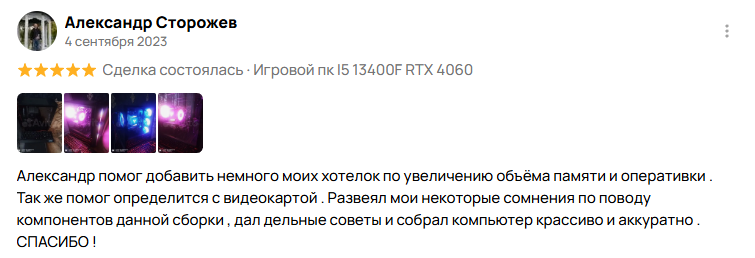 Александр Сторожев
4 сентября 2023
Сделка состоялась · Игровой пк I5 13400F RTX 4060
Александр помог добавить немного моих хотелок по увеличению объёма памяти и оперативки .
Так же помог определится с видеокартой . Развеял мои некоторые сомнения по поводу
компонентов данной сборки , дал дельные советы и собрал компьютер крассиво и аккуратно .
СПАСИБО !